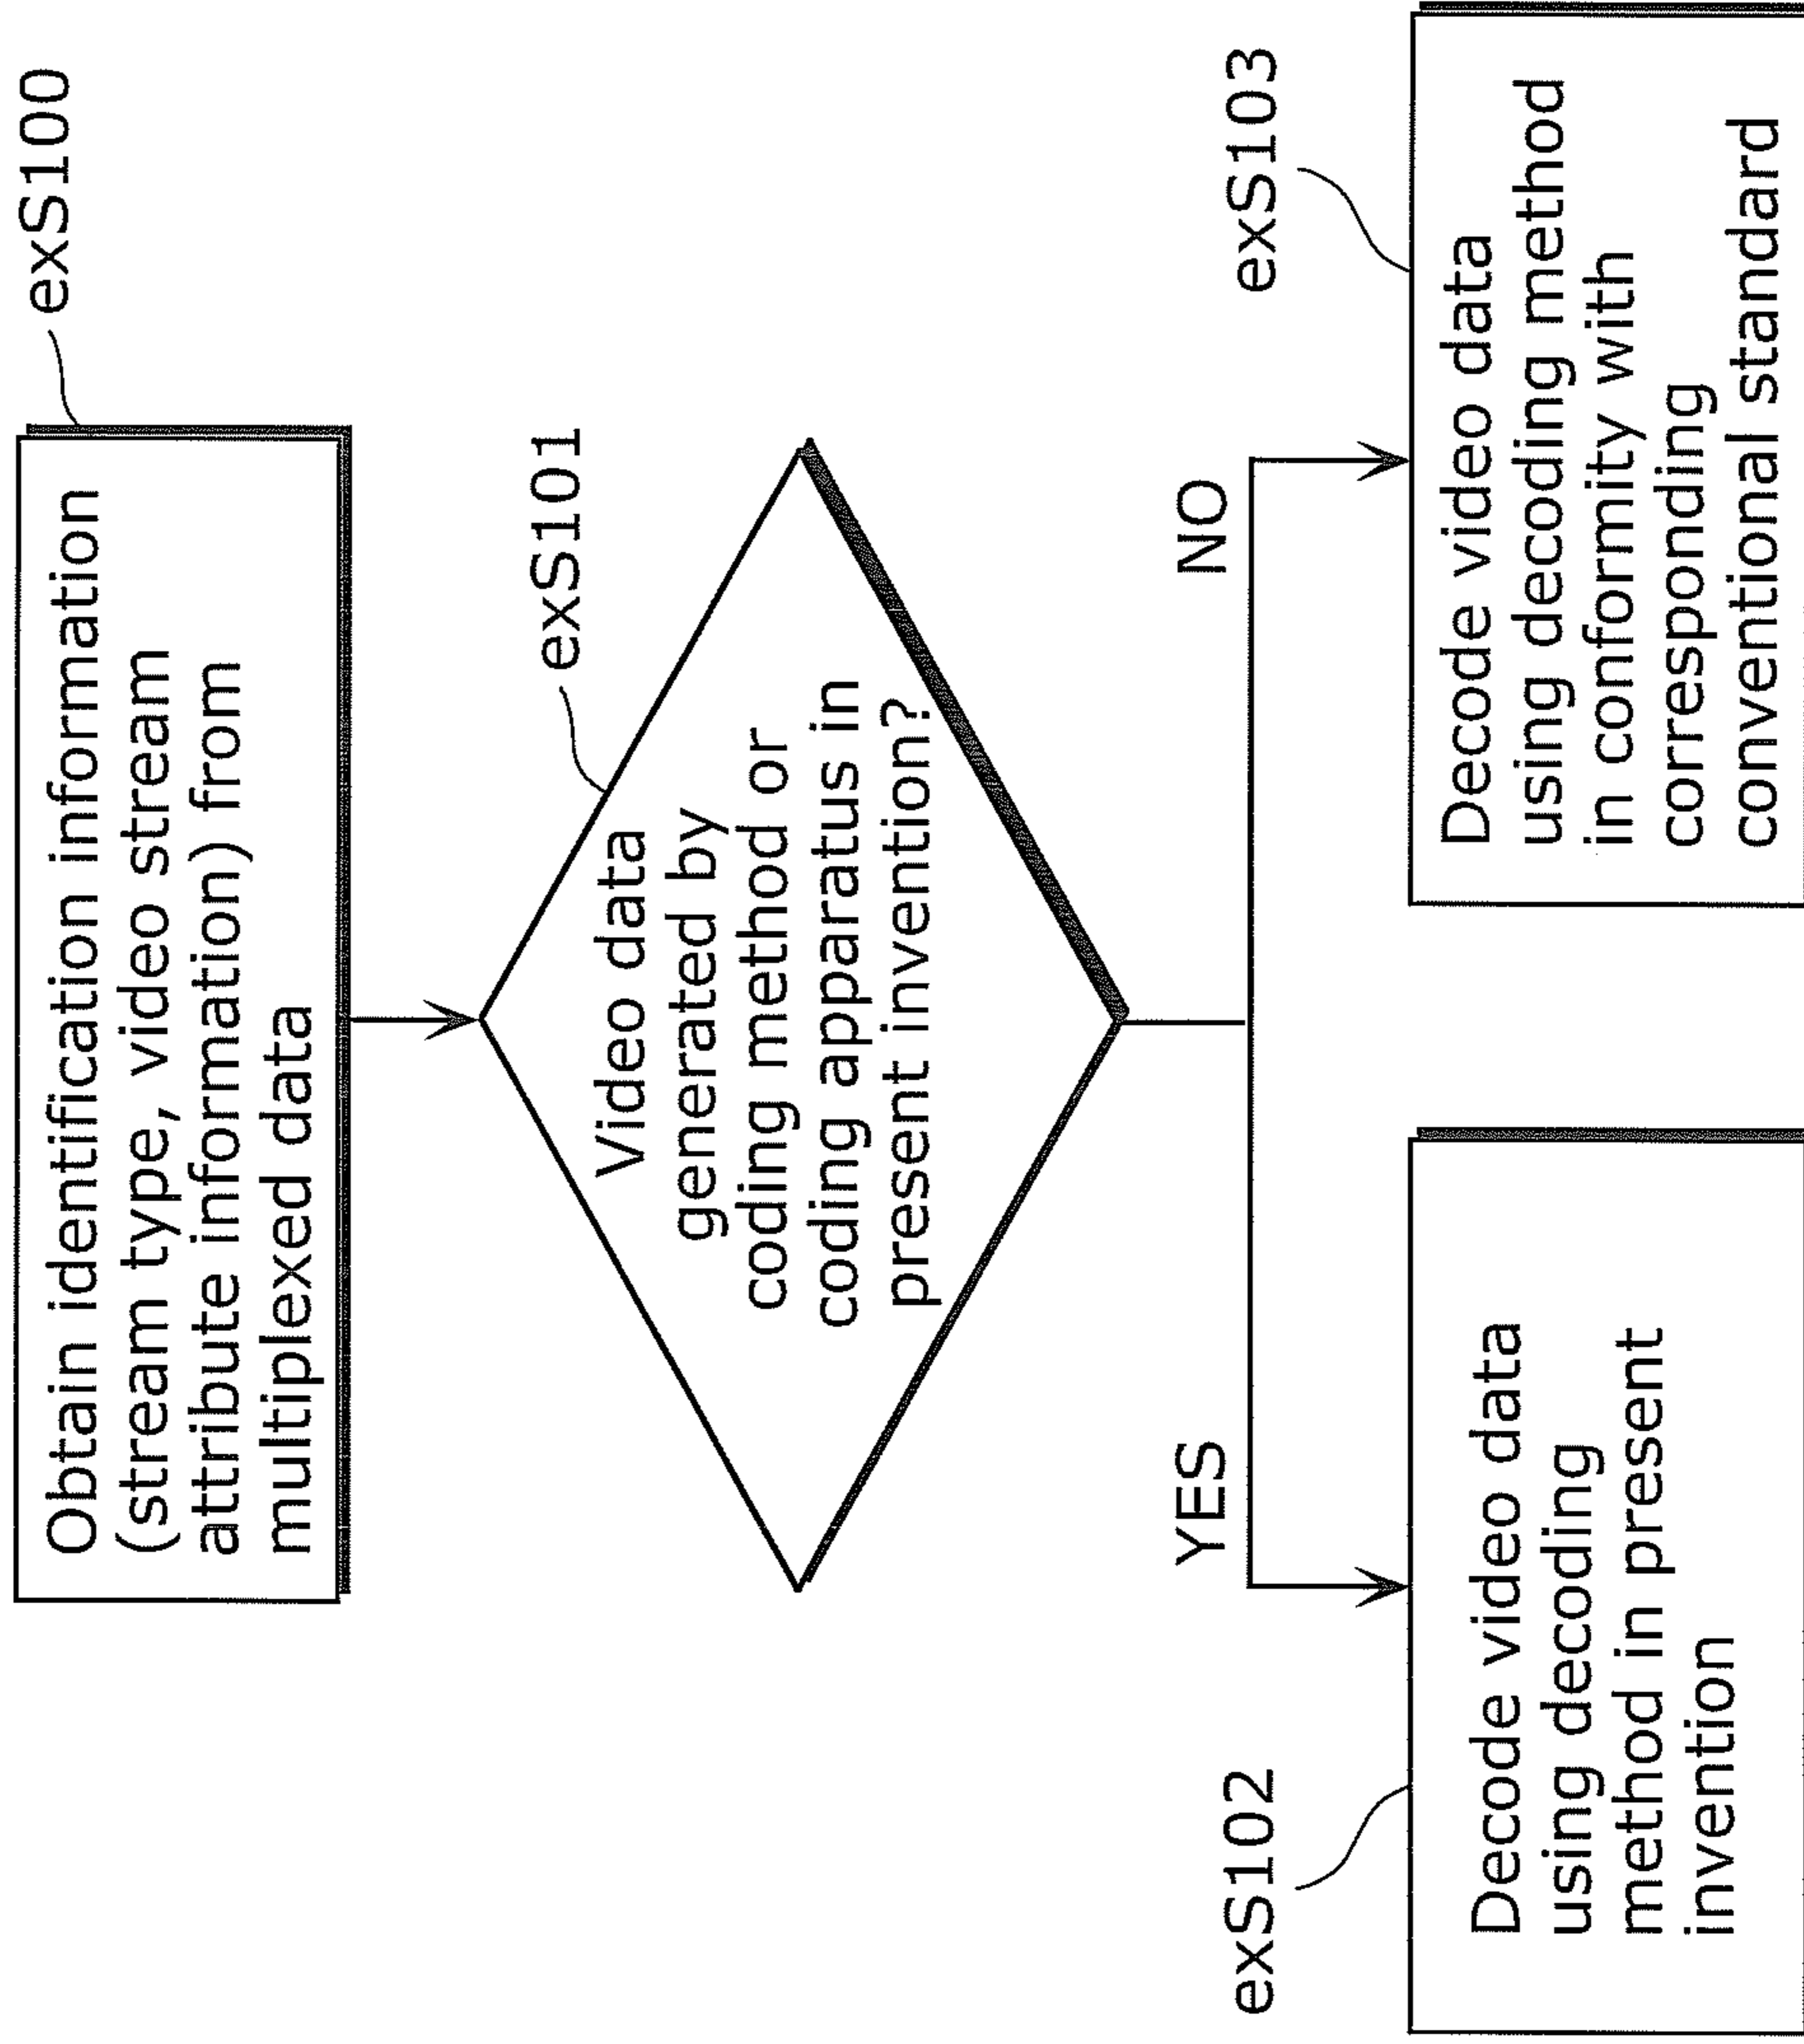 exS100
Obtain identification information
(stream type, video stream
attribute information) from
multiplexed data
exS101
Video data
generated by
coding method or
coding apparatus in
present invention?
YES
NO
exS102
Decode video data
using decoding
method in present
invention
exS103
Decode video data
using decoding method
in conformity with
corresponding
conventional standard